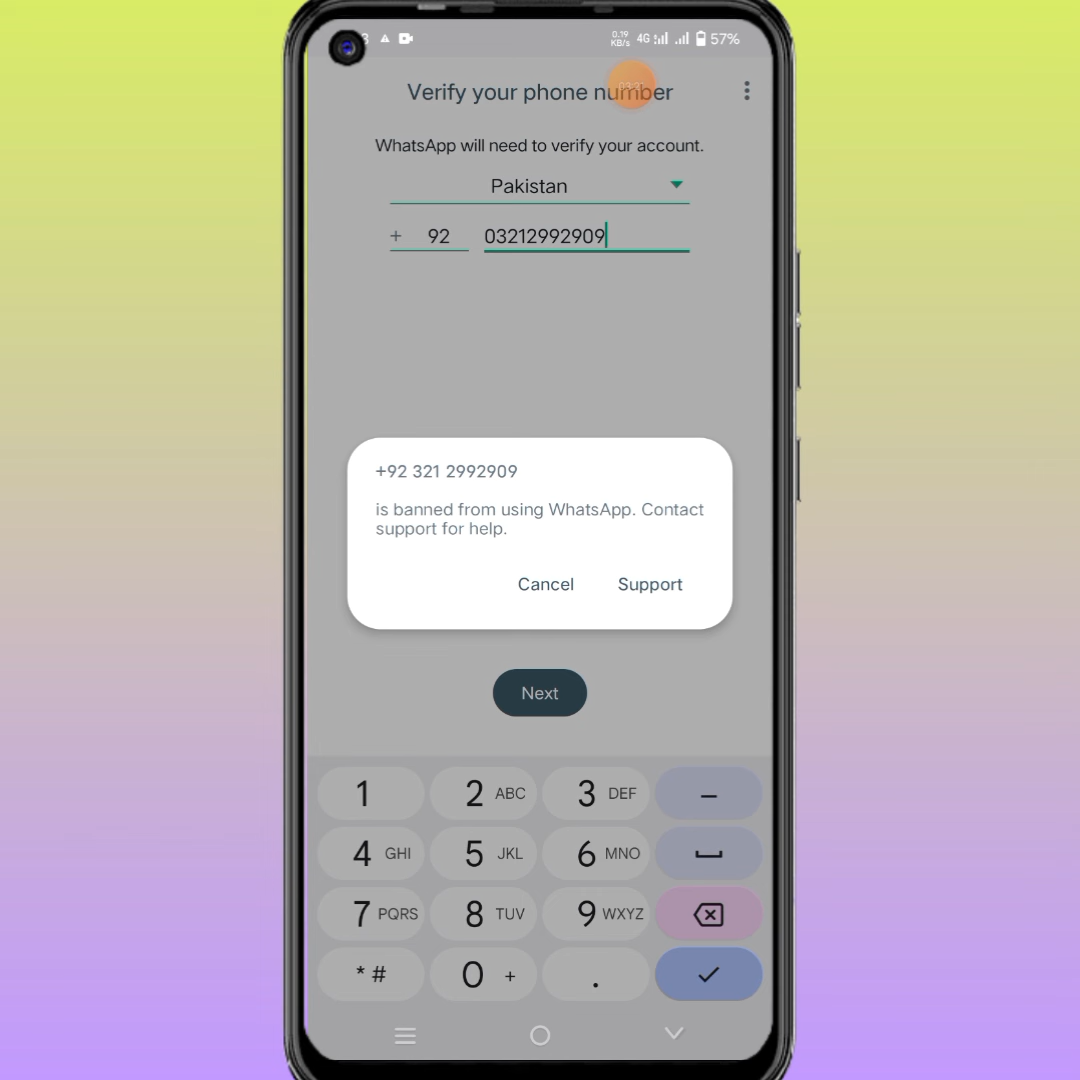 0.19 KB/s 4G 57%
Verify your phone number
WhatsApp will need to verify your account.
Pakistan
+ 92 03212992909
+92 321 2992909
is banned from using WhatsApp. Contact
support for help.
Cancel Support
Next
1 2 ABC 3 DEF –
4 GHI 5 JKL 6 MNO
7 PQRS 8 TUV 9 WXYZ
* # 0 + .